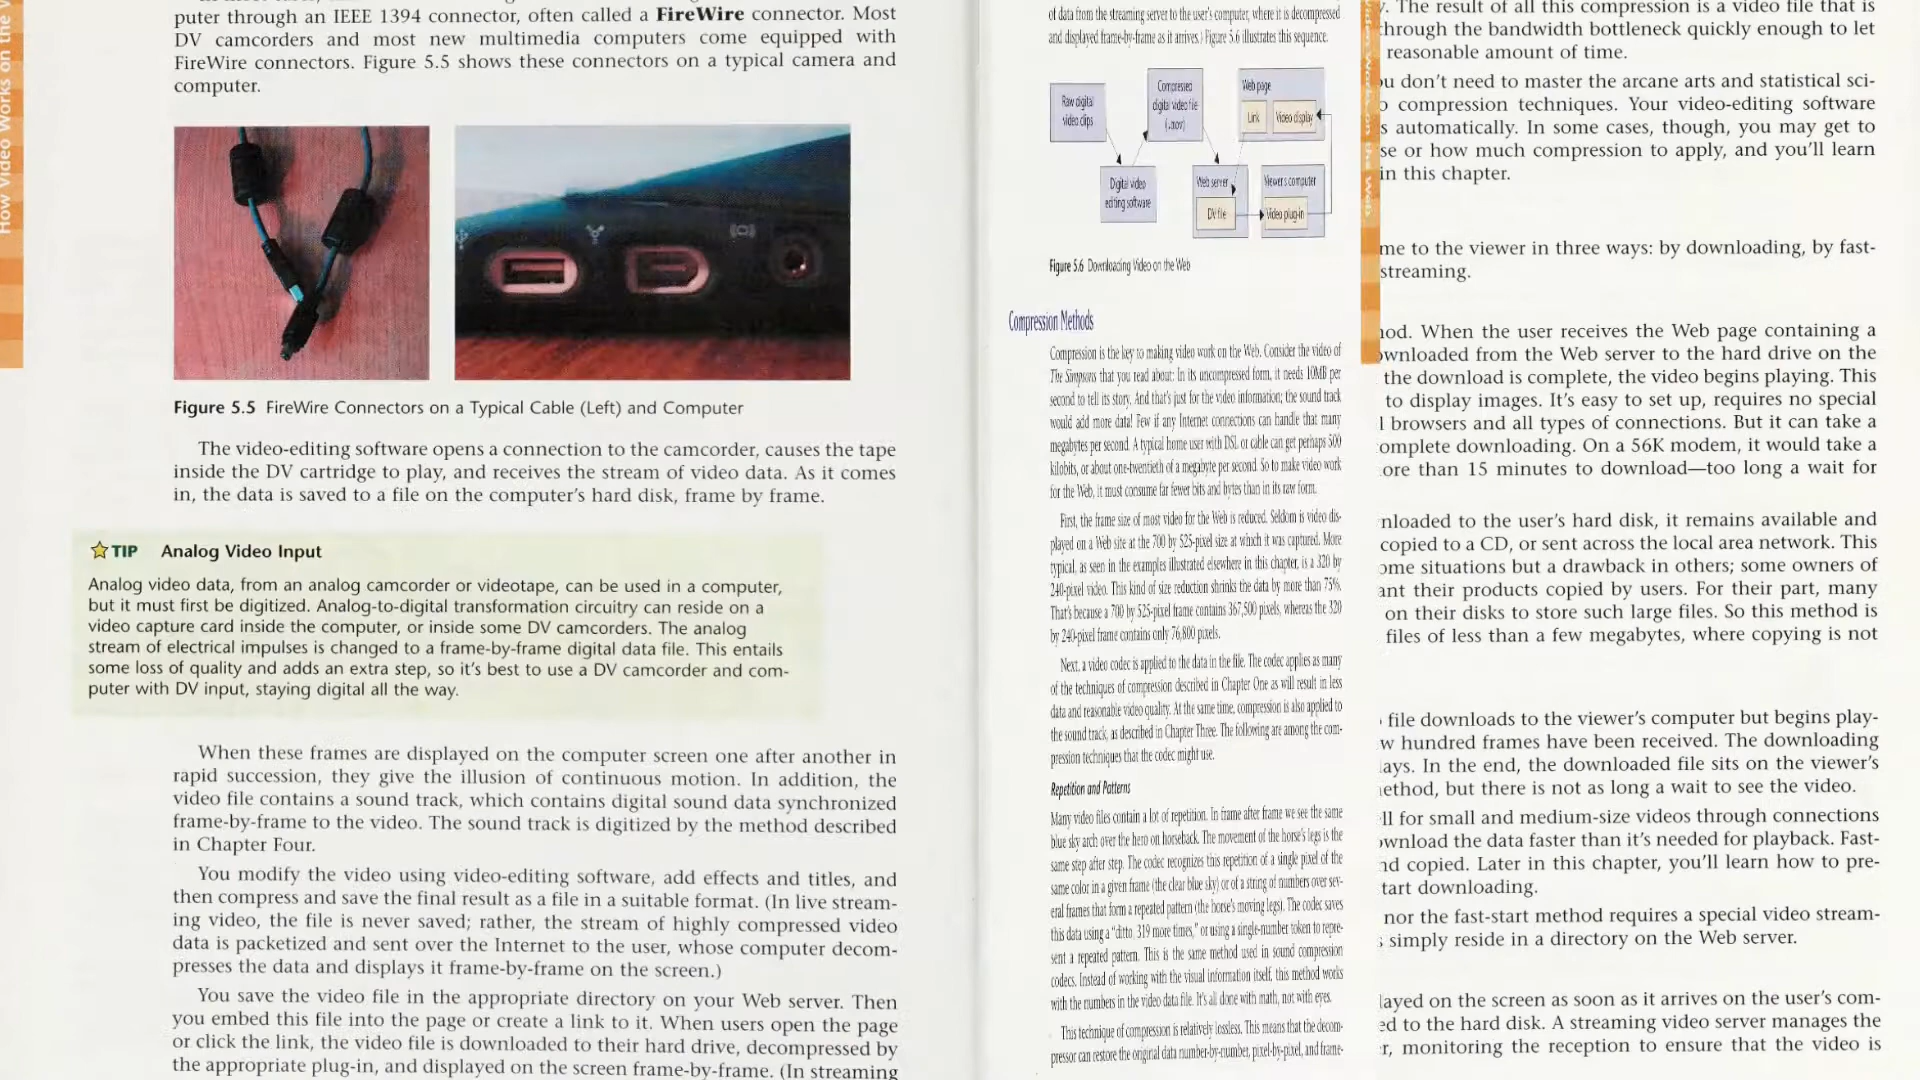 puter through an IEEE 1394 connector, often called a FireWire connector. Most
DV camcorders and most new multimedia computers come equipped with
FireWire connectors. Figure 5.5 shows these connectors on a typical camera and
computer.
Figure 5.5 FireWire Connectors on a Typical Cable (Left) and Computer
The video-editing software opens a connection to the camcorder, causes the tape
inside the DV cartridge to play, and receives the stream of video data. As it comes
in, the data is saved to a file on the computer's hard disk, frame by frame.
TIP Analog Video Input
Analog video data, from an analog camcorder or videotape, can be used in a computer,
but it must first be digitized. Analog-to-digital transformation circuitry can reside on a
video capture card inside the computer, or inside some DV camcorders. The analog
stream of electrical impulses is changed to a frame-by-frame digital data file. This entails
some loss of quality and adds an extra step, so it's best to use a DV camcorder and com-
puter with DV input, staying digital all the way.
When these frames are displayed on the computer screen one after another in
rapid succession, they give the illusion of continuous motion. In addition, the
video file contains a sound track, which contains digital sound data synchronized
frame-by-frame to the video. The sound track is digitized by the method described
in Chapter Four.
You modify the video using video-editing software, add effects and titles, and
then compress and save the final result as a file in a suitable format. (In live stream-
ing video, the file is never saved; rather, the stream of highly compressed video
data is packetized and sent over the Internet to the user, whose computer decom-
presses the data and displays it frame-by-frame on the screen.)
You save the video file in the appropriate directory on your Web server. Then
you embed this file into the page or create a link to it. When users open the page
or click the link, the video file is downloaded to their hard drive, decompressed by
the appropriate plug-in, and displayed on the screen frame-by-frame. (In streaming
How Video Works on the
of data from the streaming server to the user's computer, where it is decompressed
and displayed frame-by-frame as it arrives.) Figure 5.6 illustrates this sequence.
Raw digital
video clips
Compressed
digital video file
(.mov)
Web page
Link
Video display
Digital video
editing software
Web server
DV file
Viewer's computer
Video plug-in
Figure 5.6 Downloading Video on the Web
Compression Methods
Compression is the key to making video work on the Web. Consider the video of
The Simpsons that you read about: In its uncompressed form, it needs 10MB per
second to tell its story. And that's just for the video information; the sound track
would add more data! Few if any Internet connections can handle that many
megabytes per second. A typical home user with DSL or cable can get perhaps 500
kilobits, or about one-twentieth of a megabyte per second. So to make video work
for the Web, it must consume far fewer bits and bytes than in its raw form.
First, the frame size of most video for the Web is reduced. Seldom is video dis-
played on a Web site at the 700 by 525-pixel size at which it was captured. More
typical, as seen in the examples illustrated elsewhere in this chapter, is a 320 by
240-pixel video. This kind of size reduction shrinks the data by more than 75%.
That's because a 700 by 525-pixel frame contains 367,500 pixels, whereas the 320
by 240-pixel frame contains only 76,800 pixels.
Next, a video codec is applied to the data in the file. The codec applies as many
of the techniques of compression described in Chapter One as will result in less
data and reasonable video quality. At the same time, compression is also applied to
the sound track, as described in Chapter Three. The following are among the com-
pression techniques that the codec might use.
Repetition and Patterns
Many video files contain a lot of repetition. In frame after frame we see the same
blue sky arch over the hero on horseback. The movement of the horse's legs is the
same step after step. The codec recognizes this repetition of a single pixel of the
same color in a given frame (the clear blue sky) or of a string of numbers over sev-
eral frames that form a repeated pattern (the horse's moving legs). The codec saves
this data using a "ditto, 319 more times," or using a single-number token to repre-
sent a repeated pattern. This is the same method used in sound compression
codecs. Instead of working with the visual information itself, this method works
with the numbers in the video data file. It's all done with math, not with eyes.
This technique of compression is relatively lossless. This means that the decom-
pressor can restore the original data number-by-number, pixel-by-pixel, and frame-
. The result of all this compression is a video file that is
through the bandwidth bottleneck quickly enough to let
reasonable amount of time.
don't need to master the arcane arts and statistical sci-
compression techniques. Your video-editing software
s automatically. In some cases, though, you may get to
se or how much compression to apply, and you'll learn
in this chapter.
me to the viewer in three ways: by downloading, by fast-
streaming.
od. When the user receives the Web page containing a
wnloaded from the Web server to the hard drive on the
the download is complete, the video begins playing. This
to display images. It's easy to set up, requires no special
l browsers and all types of connections. But it can take a
omplete downloading. On a 56K modem, it would take a
ore than 15 minutes to download—too long a wait for
nloaded to the user's hard disk, it remains available and
copied to a CD, or sent across the local area network. This
ome situations but a drawback in others; some owners of
ant their products copied by users. For their part, many
on their disks to store such large files. So this method is
files of less than a few megabytes, where copying is not
file downloads to the viewer's computer but begins play-
w hundred frames have been received. The downloading
ays. In the end, the downloaded file sits on the viewer's
ethod, but there is not as long a wait to see the video.
ll for small and medium-size videos through connections
ownload the data faster than it's needed for playback. Fast-
nd copied. Later in this chapter, you'll learn how to pre-
tart downloading.
nor the fast-start method requires a special video stream-
simply reside in a directory on the Web server.
layed on the screen as soon as it arrives on the user's com-
ed to the hard disk. A streaming video server manages the
r, monitoring the reception to ensure that the video is